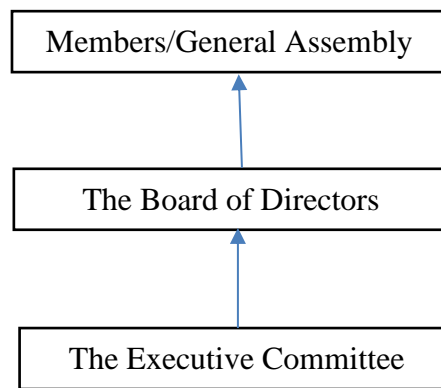 Members/General Assembly
The Board of Directors
The Executive Committee